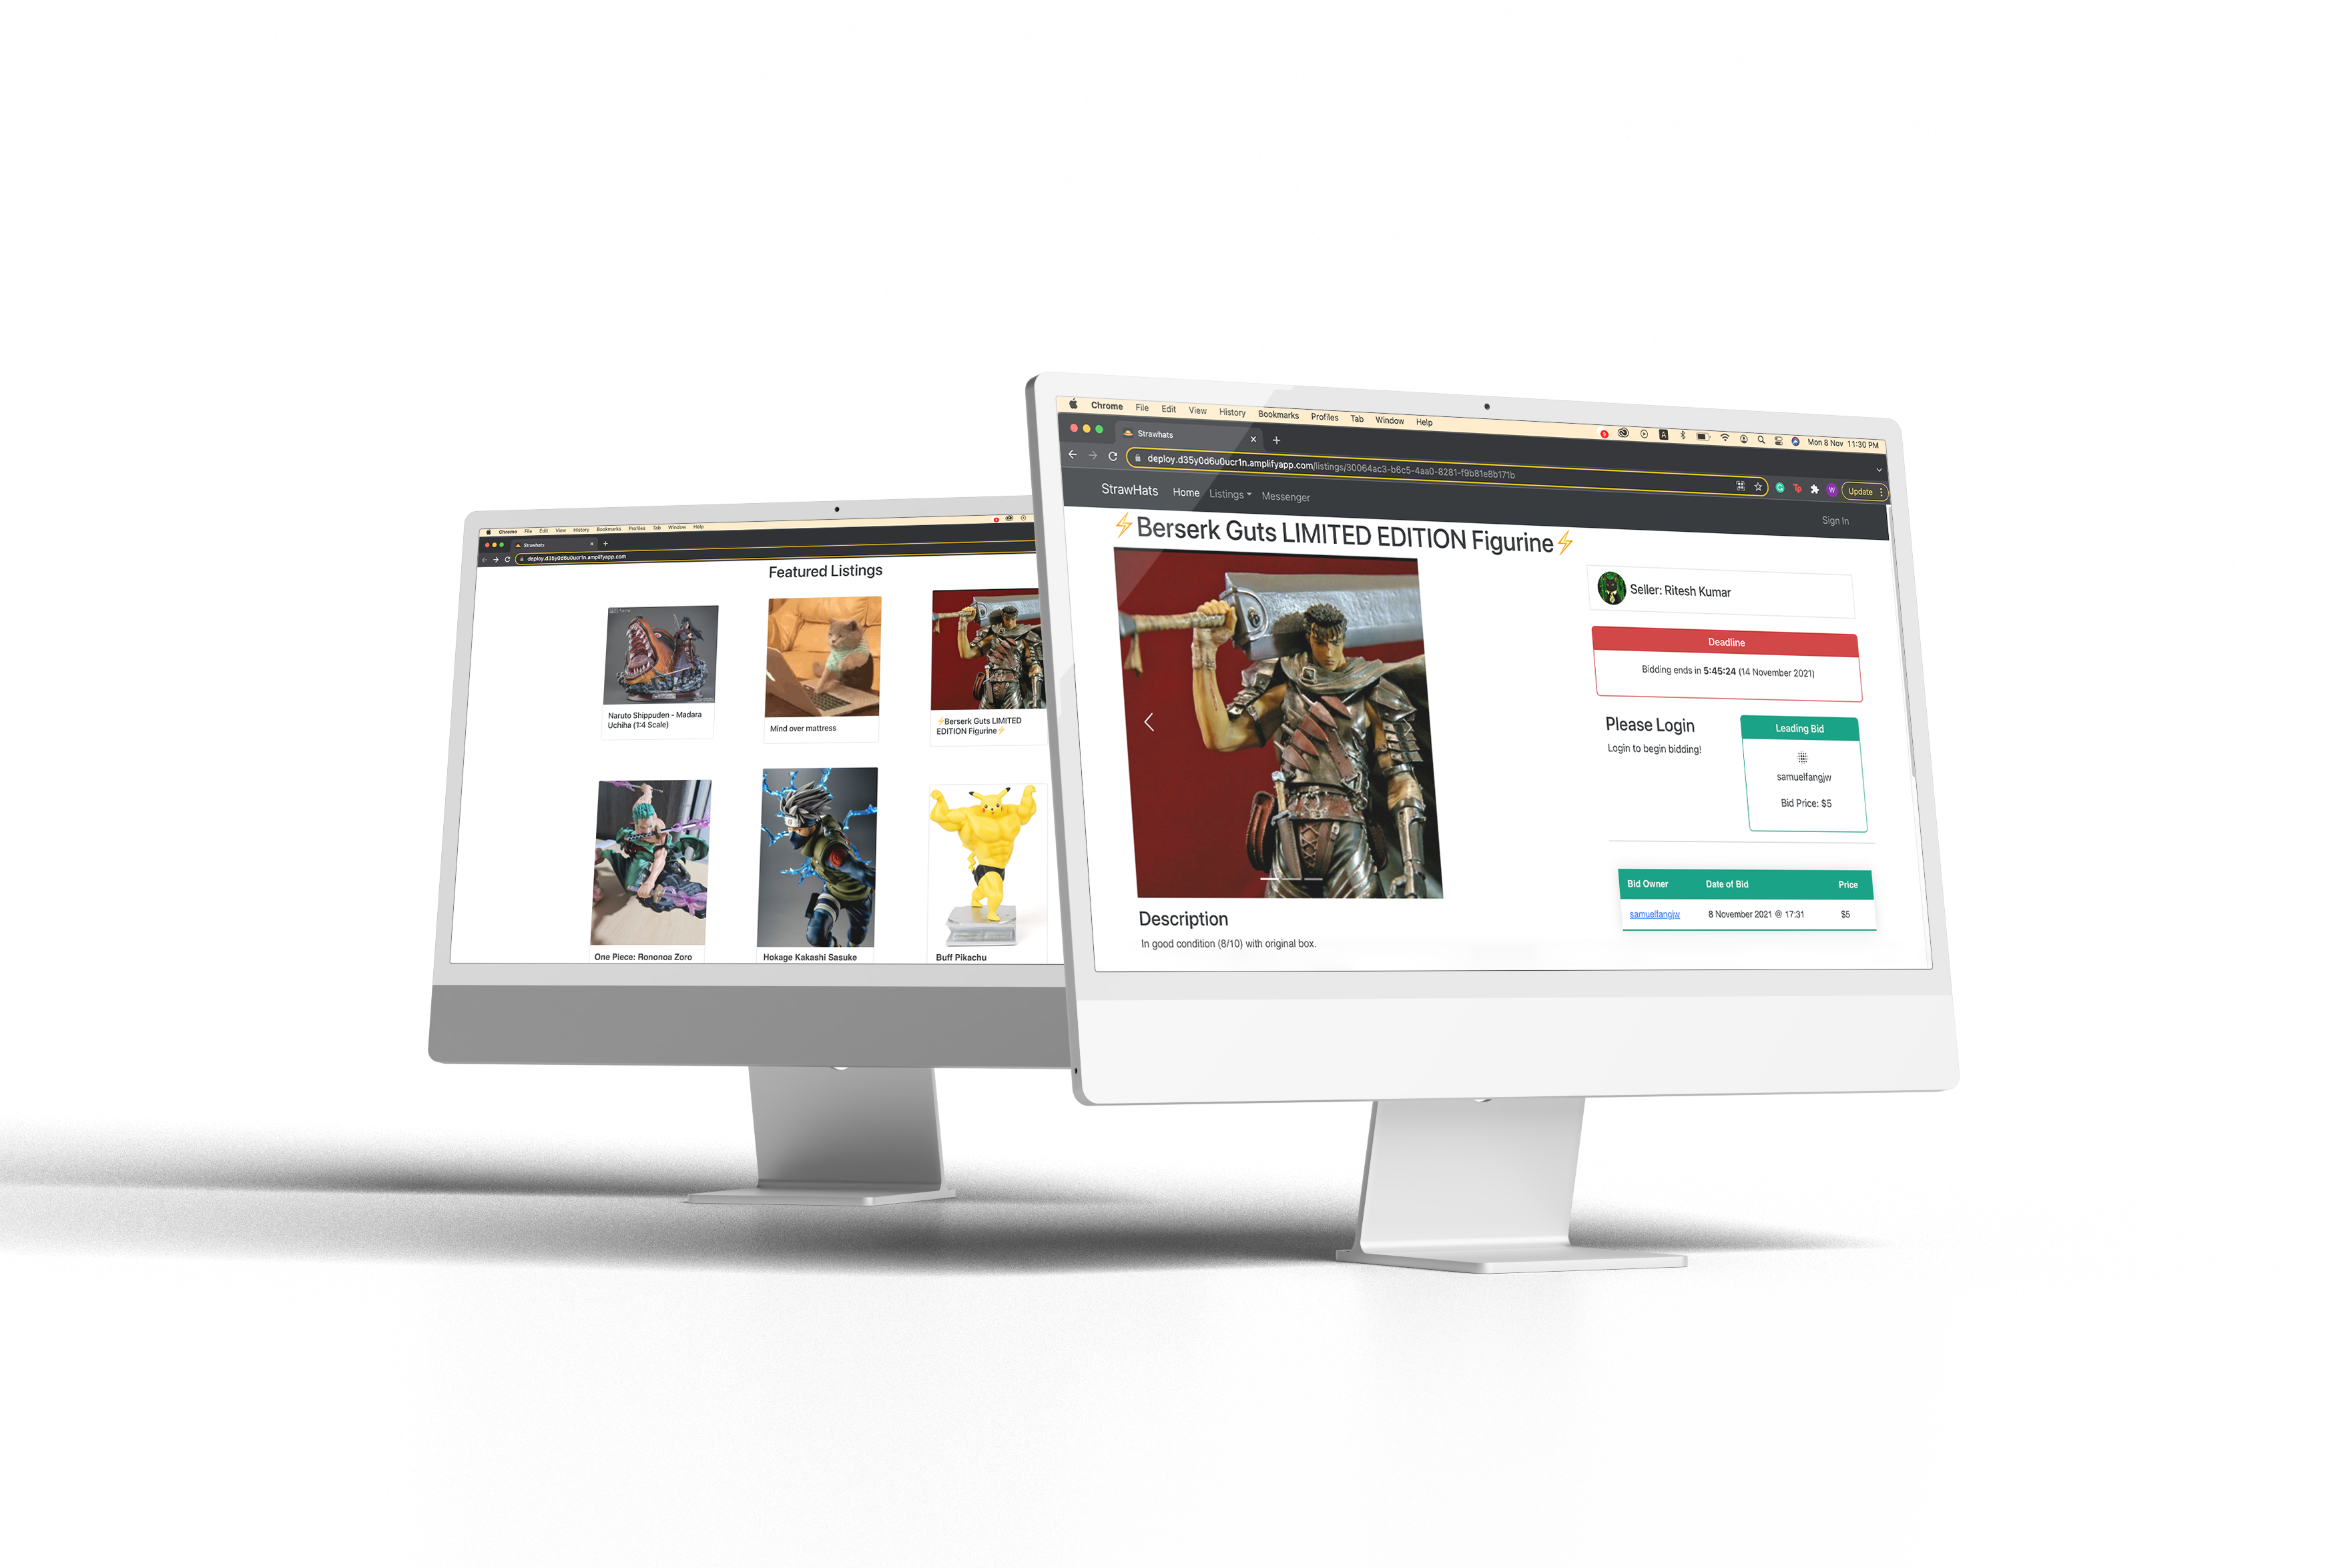 Chrome File Edit View History Bookmarks Profiles Tab Window Help
Strawhats
deploy.d35y0d6u0ucr1n.amplifyapp.com
Featured Listings
Naruto Shippuden - Madara
Uchiha (1:4 Scale)
Mind over mattress
⚡Berserk Guts LIMITED
EDITION Figurine⚡
One Piece: Rononoa Zoro
Hokage Kakashi Sasuke
Buff Pikachu
Chrome File Edit View History Bookmarks Profiles Tab Window Help
Mon 8 Nov 11:30 PM
Strawhats
deploy.d35y0d6u0ucr1n.amplifyapp.com/listings/30064ac3-b6c5-4aa0-8281-f9b81e8b171b
Update
StrawHats Home Listings Messenger
Sign In
⚡Berserk Guts LIMITED EDITION Figurine⚡
Seller: Ritesh Kumar
Deadline
Bidding ends in 5:45:24 (14 November 2021)
Please Login
Login to begin bidding!
Leading Bid
samuelfangjw
Bid Price: $5
Bid Owner Date of Bid Price
samuelfangjw 8 November 2021 @ 17:31 $5
Description
In good condition (8/10) with original box.